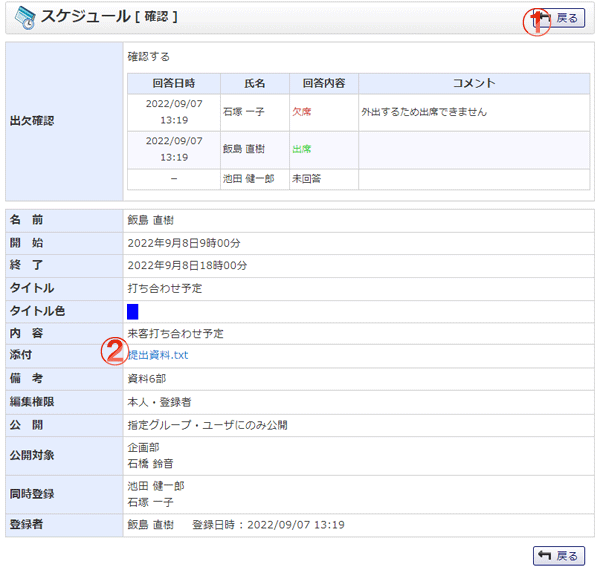 スケジュール [ 確認 ]
① 戻る
出欠確認
確認する
回答日時 氏名 回答内容 コメント
2022/09/07
13:19
石塚 一子 欠席 外出するため出席できません
2022/09/07
13:19
飯島 直樹 出席
− 池田 健一郎 未回答
名 前 飯島 直樹
開 始 2022年9月8日9時00分
終 了 2022年9月8日18時00分
タイトル 打ち合わせ予定
タイトル色
内 容 来客打ち合わせ予定
添付 ② 提出資料.txt
備 考 資料6部
編集権限 本人・登録者
公 開 指定グループ・ユーザにのみ公開
公開対象 企画部
石橋 鈴音
同時登録 池田 健一郎
石塚 一子
登録者 飯島 直樹 登録日時 : 2022/09/07 13:19
戻る